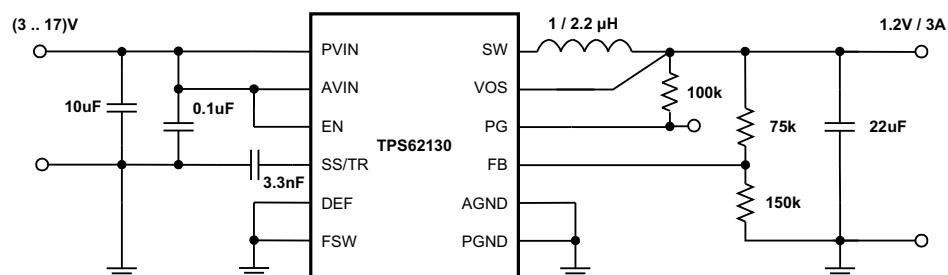 (3 .. 17)V
1 / 2.2 µH
1.2V / 3A
PVIN
SW
AVIN
VOS
10uF
0.1uF
100k
EN
PG
75k
22uF
TPS62130
SS/TR
FB
3.3nF
DEF
AGND
150k
FSW
PGND